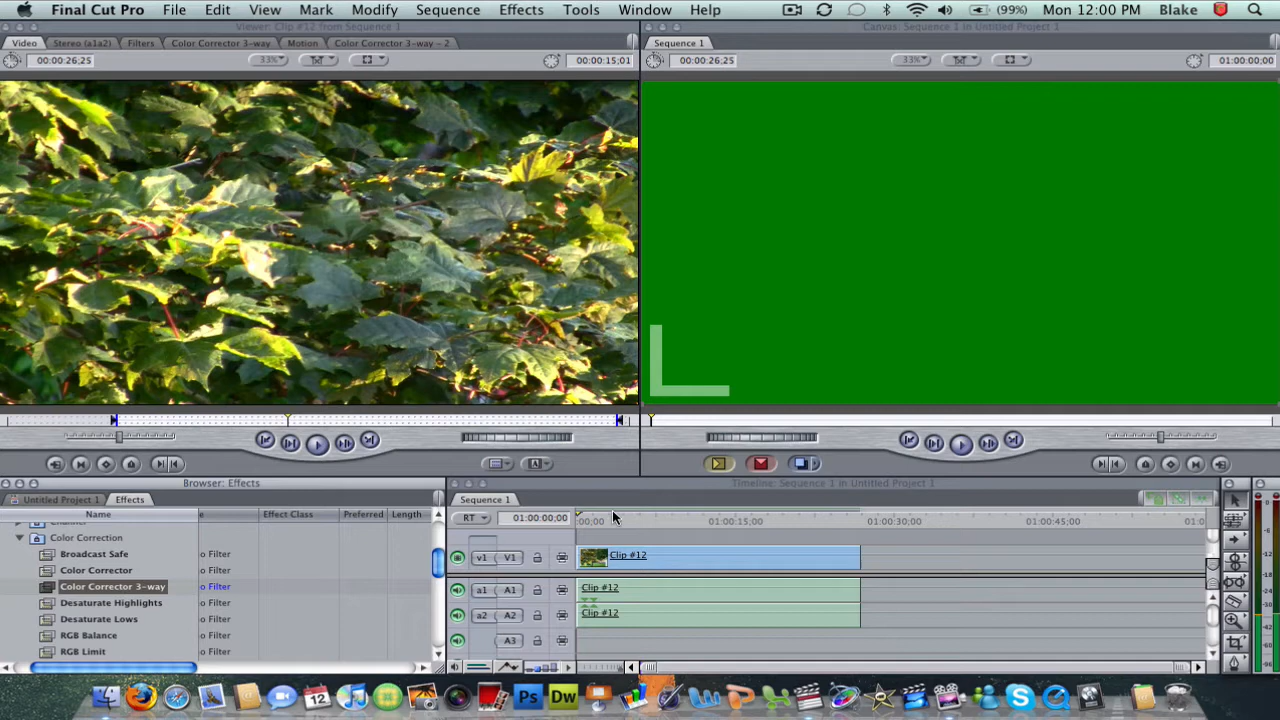 Final Cut Pro File Edit View Mark Modify Sequence Effects Tools Window Help (99%) Mon 12:00 PM Blake
Viewer: Clip #12 from Sequence 1
Canvas: Sequence 1 in Untitled Project 1
Video Stereo (a1a2) Filters Color Corrector 3-way Motion Color Corrector 3-way - 2
Sequence 1
00:00:26;25 33% 00:00:15;01
00:00:26;25 33% 01:00:00;00
Browser: Effects
Timeline: Sequence 1 in Untitled Project 1
Untitled Project 1 Effects
Sequence 1
Name Effect Class Preferred Length
RT 01:00:00;00 :00;00 01:00:15;00 01:00:30;00 01:00:45;00
Channel
Color Correction
Broadcast Safe o Filter
Color Corrector o Filter
Color Corrector 3-way o Filter
Desaturate Highlights o Filter
Desaturate Lows o Filter
RGB Balance o Filter
RGB Limit o Filter
v1 V1 Clip #12
a1 A1 Clip #12
a2 A2 Clip #12
A3
Ps Dw